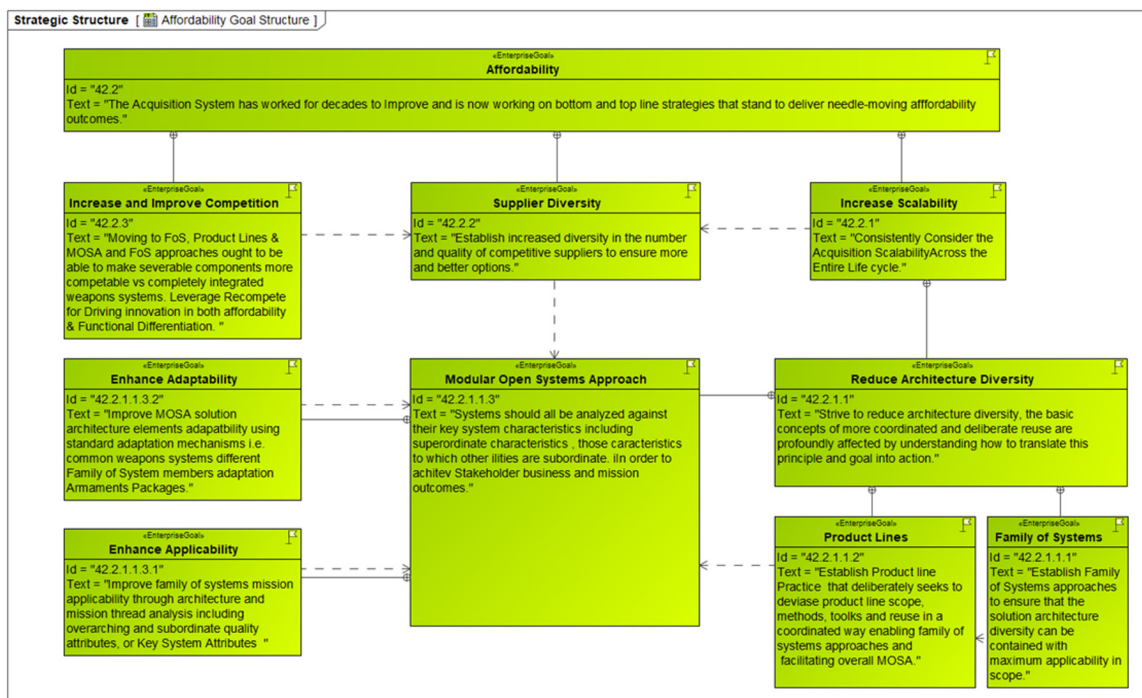 Strategic Structure [ Affordability Goal Structure ]
«EnterpriseGoal»
Affordability
Id = "42.2"
Text = "The Acquisition System has worked for decades to Improve and is now working on bottom and top line strategies that stand to deliver needle-moving afffordability
outcomes."
«EnterpriseGoal»
Increase and Improve Competition
Id = "42.2.3"
Text = "Moving to FoS, Product Lines &
MOSA and FoS approaches ought to be
able to make severable components more
competable vs completely integrated
weapons systems. Leverage Recompete
for Driving innovation in both affordability
& Functional Differentiation. "
«EnterpriseGoal»
Supplier Diversity
Id = "42.2.2"
Text = "Establish increased diversity in the number
and quality of competitive suppliers to ensure more
and better options."
«EnterpriseGoal»
Increase Scalability
Id = "42.2.1"
Text = "Consistently Consider the
Acquisition ScalabilityAcross the
Entire Life cycle."
«EnterpriseGoal»
Enhance Adaptability
Id = "42.2.1.1.3.2"
Text = "Improve MOSA solution
architecture elements adapatbility using
standard adaptation mechanisms i.e.
common weapons systems different
Family of System members adaptation
Armaments Packages."
«EnterpriseGoal»
Modular Open Systems Approach
Id = "42.2.1.1.3"
Text = "Systems should all be analyzed against
their key system characteristics including
superordinate characteristics , those caracteristics
to which other ilities are subordinate. iIn order to
achitev Stakeholder business and mission
outcomes."
«EnterpriseGoal»
Reduce Architecture Diversity
Id = "42.2.1.1"
Text = "Strive to reduce architecture diversity, the basic
concepts of more coordinated and deliberate reuse are
profoundly affected by understanding how to translate this
principle and goal into action."
«EnterpriseGoal»
Enhance Applicability
Id = "42.2.1.1.3.1"
Text = "Improve family of systems mission
applicability through architecture and
mission thread analysis including
overarching and subordinate quality
attributes, or Key System Attributes "
«EnterpriseGoal»
Product Lines
Id = "42.2.1.1.2"
Text = "Establish Product line
Practice that deliberately seeks to
deviase product line scope,
methods, toolks and reuse in a
coordinated way enabling family of
systems approaches and
facilitating overall MOSA."
«EnterpriseGoal»
Family of Systems
Id = "42.2.1.1.1"
Text = "Establish Family
of Systems approaches
to ensure that the
solution architecture
diversity can be
contained with
maximum applicability in
scope."